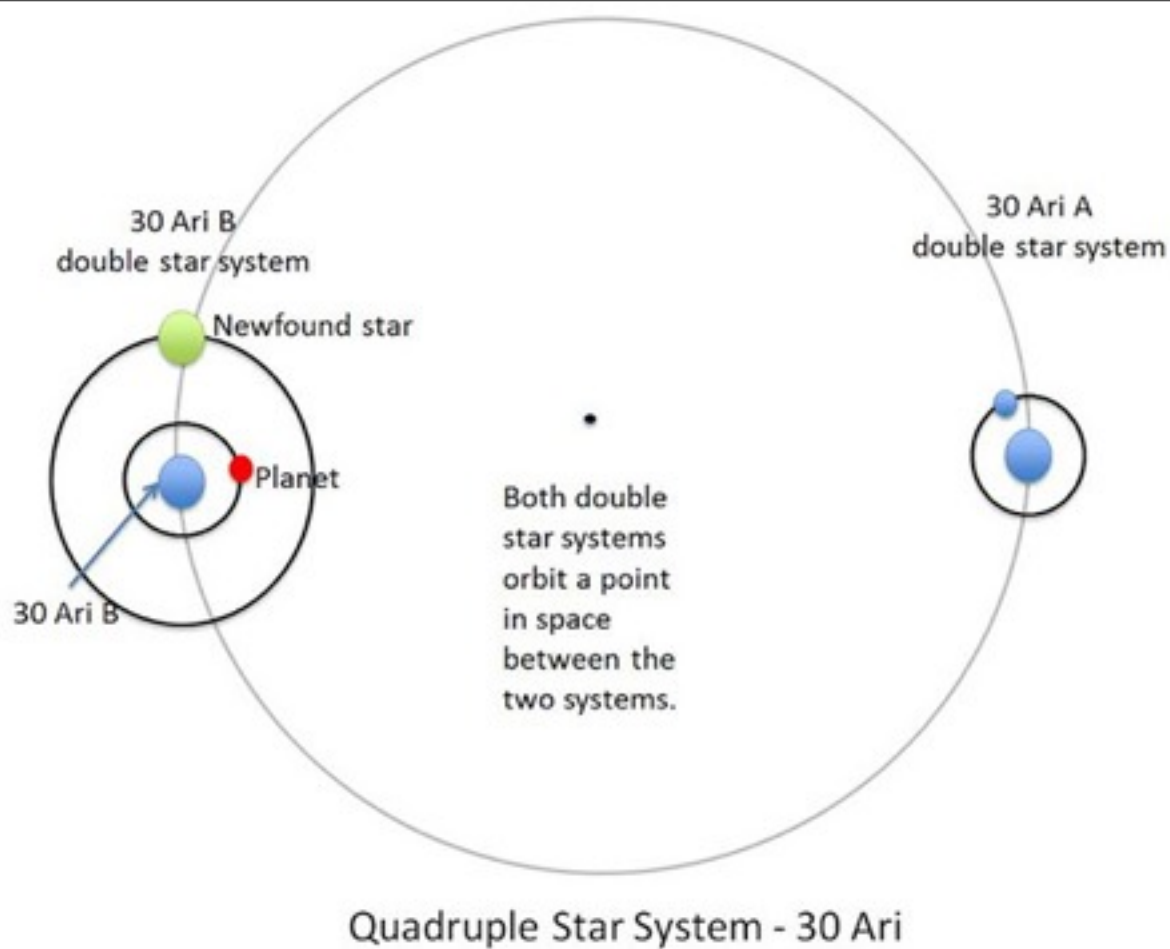 30 Ari B
double star system
Newfound star
Planet
30 Ari B
30 Ari A
double star system
Both double
star systems
orbit a point
in space
between the
two systems.
Quadruple Star System - 30 Ari